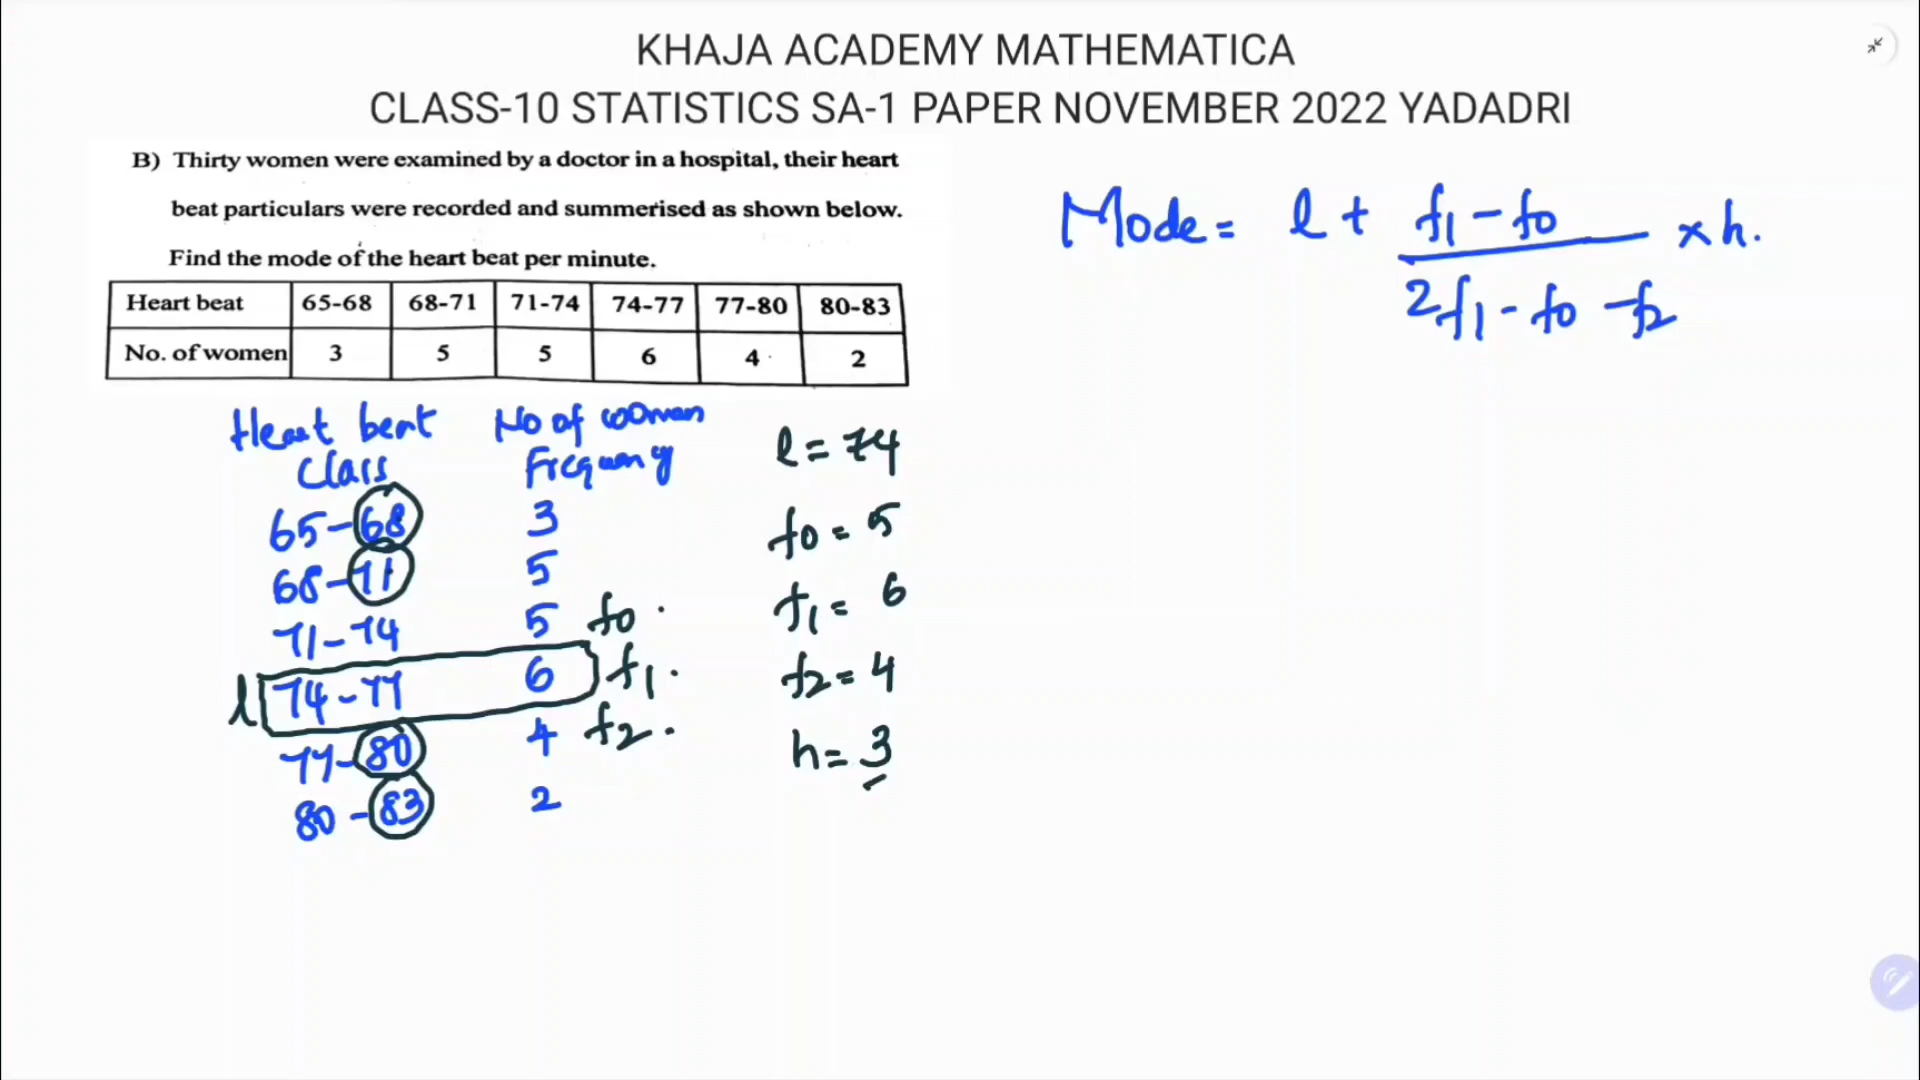 KHAJA ACADEMY MATHEMATICA
CLASS-10 STATISTICS SA-1 PAPER NOVEMBER 2022 YADADRI
B) Thirty women were examined by a doctor in a hospital, their heart
beat particulars were recorded and summerised as shown below.
Find the mode of the heart beat per minute.
Heart beat 65-68 68-71 71-74 74-77 77-80 80-83
No. of women 3 5 5 6 4 2
Mode = l + f1 - f0 / 2f1 - f0 - f2 × h.
Heart beat No of women
Class Frequency
65-68 3
68-71 5
71-74 5 f0
l 74-77 6 f1
77-80 4 f2
80-83 2
l = 74
f0 = 5
f1 = 6
f2 = 4
h = 3